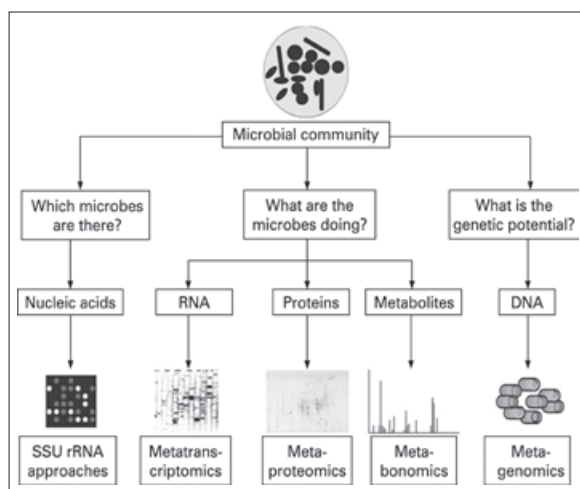 Microbial community
Which microbes
are there?
What are the
microbes doing?
What is the
genetic potential?
Nucleic acids
RNA
Proteins
Metabolites
DNA
SSU rRNA
approaches
Metatrans-
criptomics
Meta-
proteomics
Meta-
bonomics
Meta-
genomics